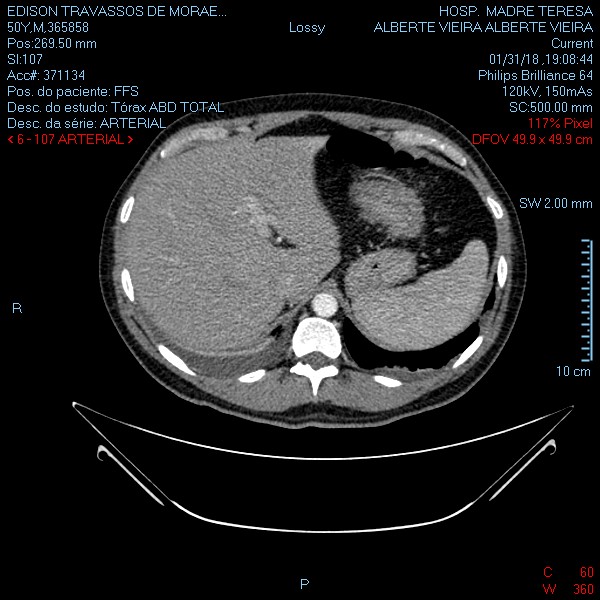 EDISON TRAVASSOS DE MORAE...
50Y,M,365858
Pos:269.50 mm
SI:107
Acc#: 371134
Pos. do paciente: FFS
Desc. do estudo: Tórax ABD TOTAL
Desc. da série: ARTERIAL
< 6 - 107 ARTERIAL >
Lossy
HOSP. MADRE TERESA
ALBERTE VIEIRA ALBERTE VIEIRA
Current
01/31/18 ,19:08:44
Philips Brilliance 64
120kV, 150mAs
SC:500.00 mm
117% Pixel
DFOV 49.9 x 49.9 cm
SW 2.00 mm
R
10 cm
P
C 60
W 360